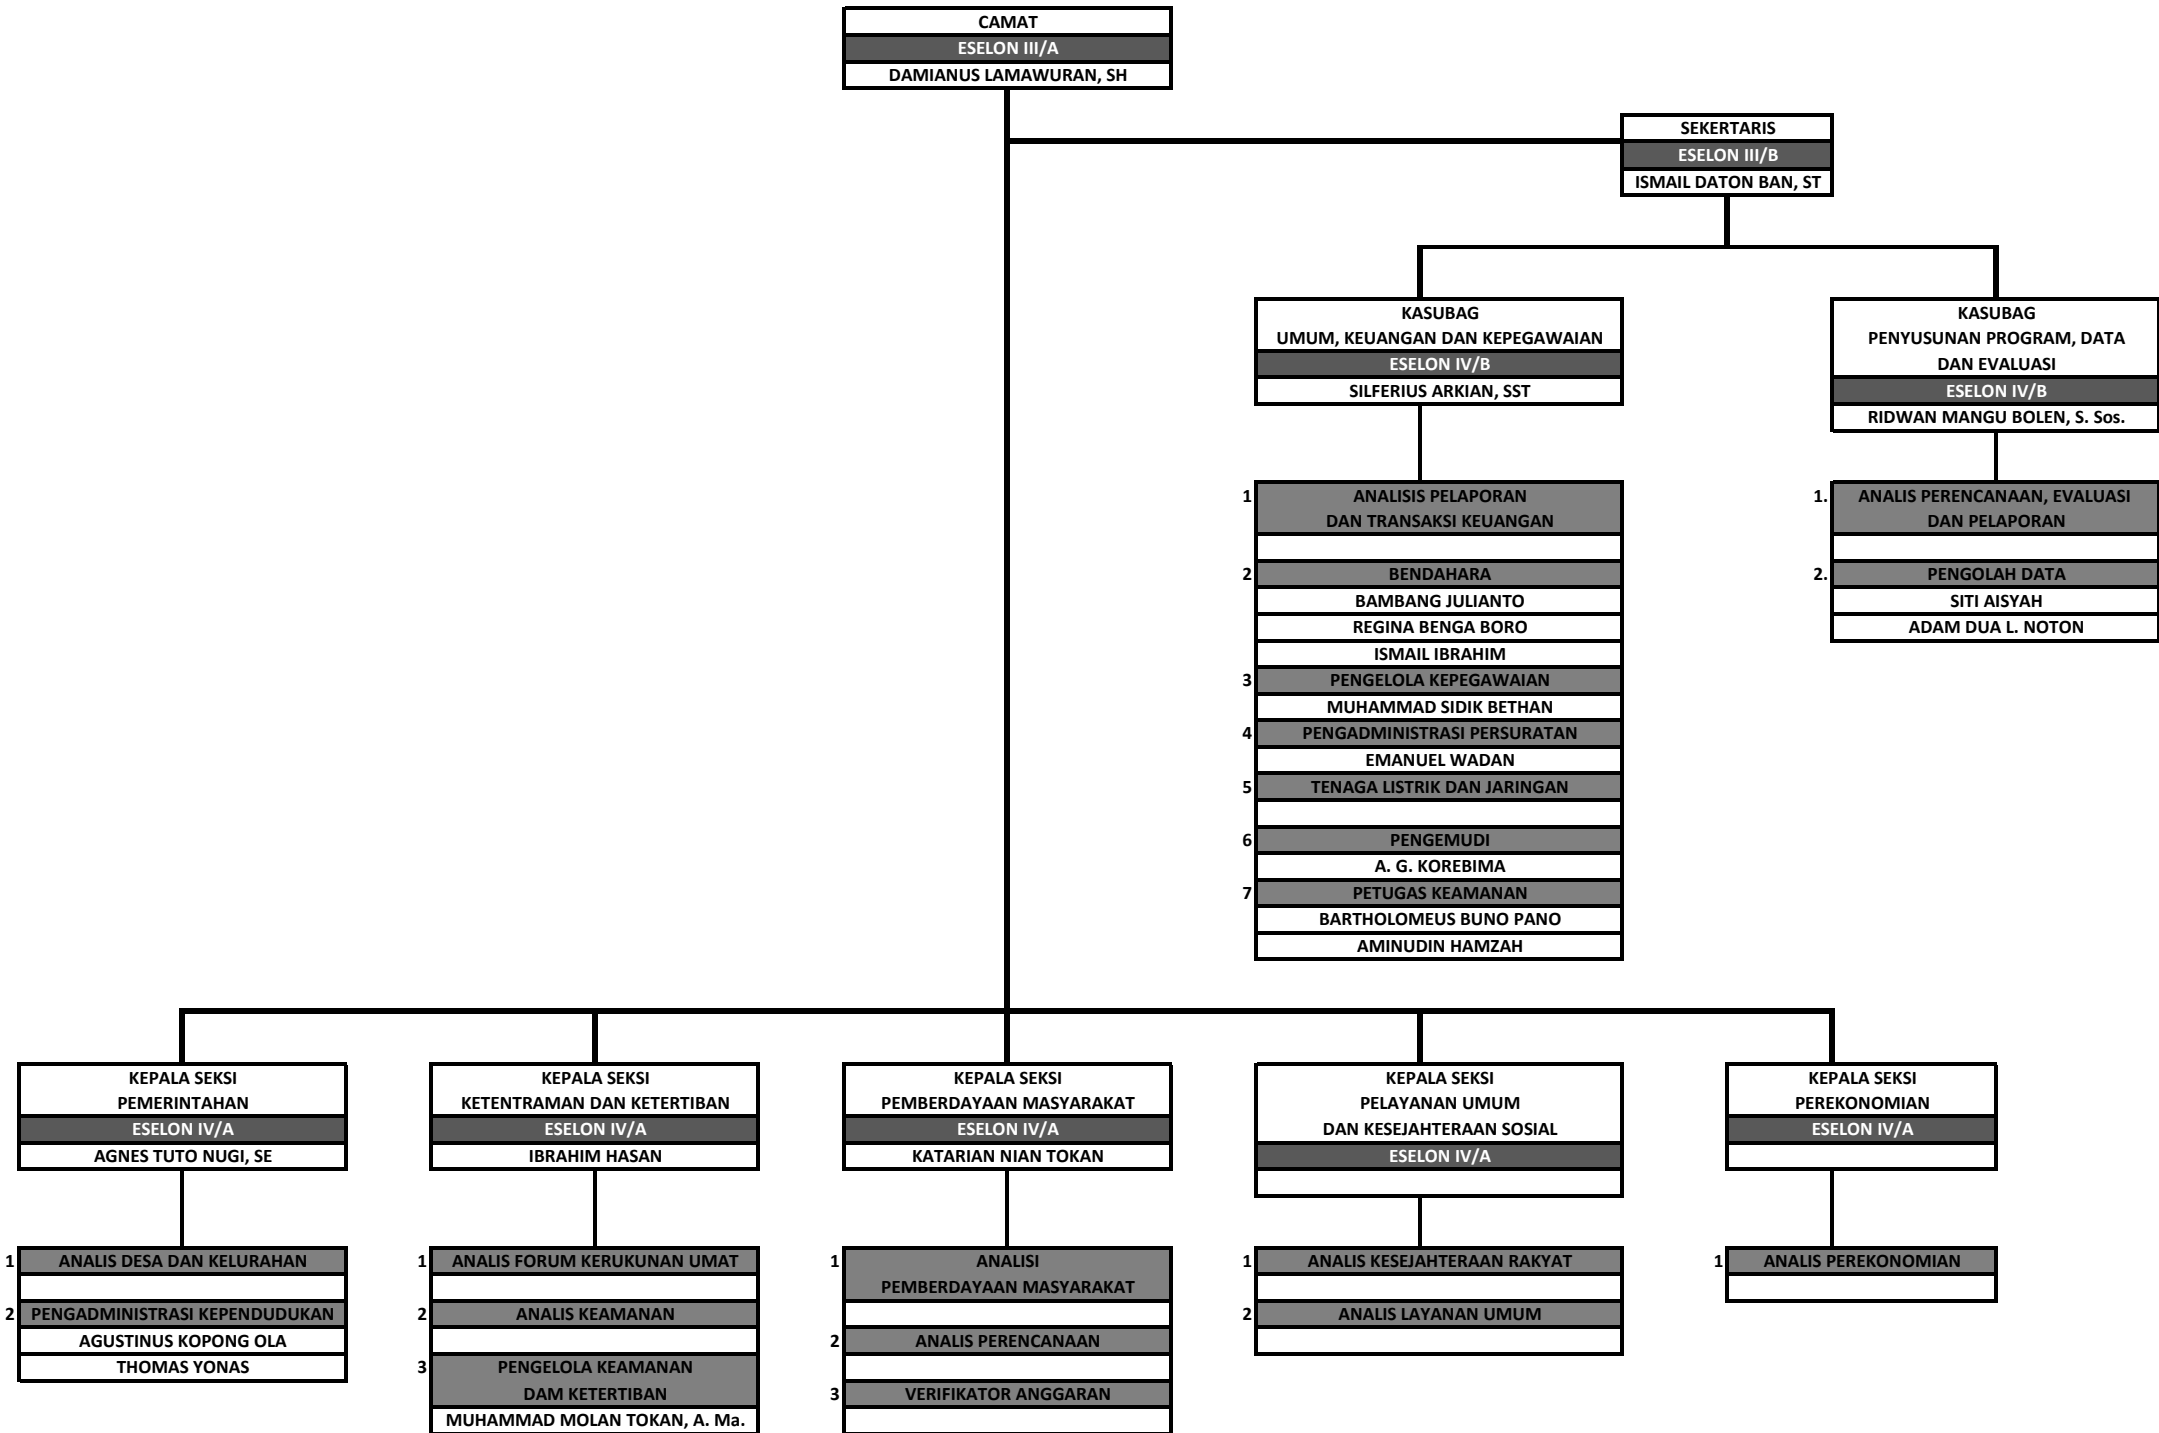 CAMAT
ESELON III/A
DAMIANUS LAMAWURAN, SH
SEKERTARIS
ESELON III/B
ISMAIL DATON BAN, ST
KASUBAG
UMUM, KEUANGAN DAN KEPEGAWAIAN
ESELON IV/B
SILFERIUS ARKIAN, SST
KASUBAG
PENYUSUNAN PROGRAM, DATA
DAN EVALUASI
ESELON IV/B
RIDWAN MANGU BOLEN, S. Sos.
1 ANALISIS PELAPORAN
DAN TRANSAKSI KEUANGAN
2 BENDAHARA
BAMBANG JULIANTO
REGINA BENGA BORO
ISMAIL IBRAHIM
3 PENGELOLA KEPEGAWAIAN
MUHAMMAD SIDIK BETHAN
4 PENGADMINISTRASI PERSURATAN
EMANUEL WADAN
5 TENAGA LISTRIK DAN JARINGAN
6 PENGEMUDI
A. G. KOREBIMA
7 PETUGAS KEAMANAN
BARTHOLOMEUS BUNO PANO
AMINUDIN HAMZAH
1. ANALIS PERENCANAAN, EVALUASI
DAN PELAPORAN
2. PENGOLAH DATA
SITI AISYAH
ADAM DUA L. NOTON
KEPALA SEKSI
PEMERINTAHAN
ESELON IV/A
AGNES TUTO NUGI, SE
1 ANALIS DESA DAN KELURAHAN
2 PENGADMINISTRASI KEPENDUDUKAN
AGUSTINUS KOPONG OLA
THOMAS YONAS
KEPALA SEKSI
KETENTRAMAN DAN KETERTIBAN
ESELON IV/A
IBRAHIM HASAN
1 ANALIS FORUM KERUKUNAN UMAT
2 ANALIS KEAMANAN
3 PENGELOLA KEAMANAN
DAM KETERTIBAN
MUHAMMAD MOLAN TOKAN, A. Ma.
KEPALA SEKSI
PEMBERDAYAAN MASYARAKAT
ESELON IV/A
KATARIAN NIAN TOKAN
1 ANALISI
PEMBERDAYAAN MASYARAKAT
2 ANALIS PERENCANAAN
3 VERIFIKATOR ANGGARAN
KEPALA SEKSI
PELAYANAN UMUM
DAN KESEJAHTERAAN SOSIAL
ESELON IV/A
1 ANALIS KESEJAHTERAAN RAKYAT
2 ANALIS LAYANAN UMUM
KEPALA SEKSI
PEREKONOMIAN
ESELON IV/A
1 ANALIS PEREKONOMIAN